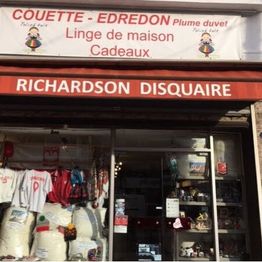 COUETTE - EDREDON Plume duvet
Linge de maison
Cadeaux
RICHARDSON DISQUAIRE